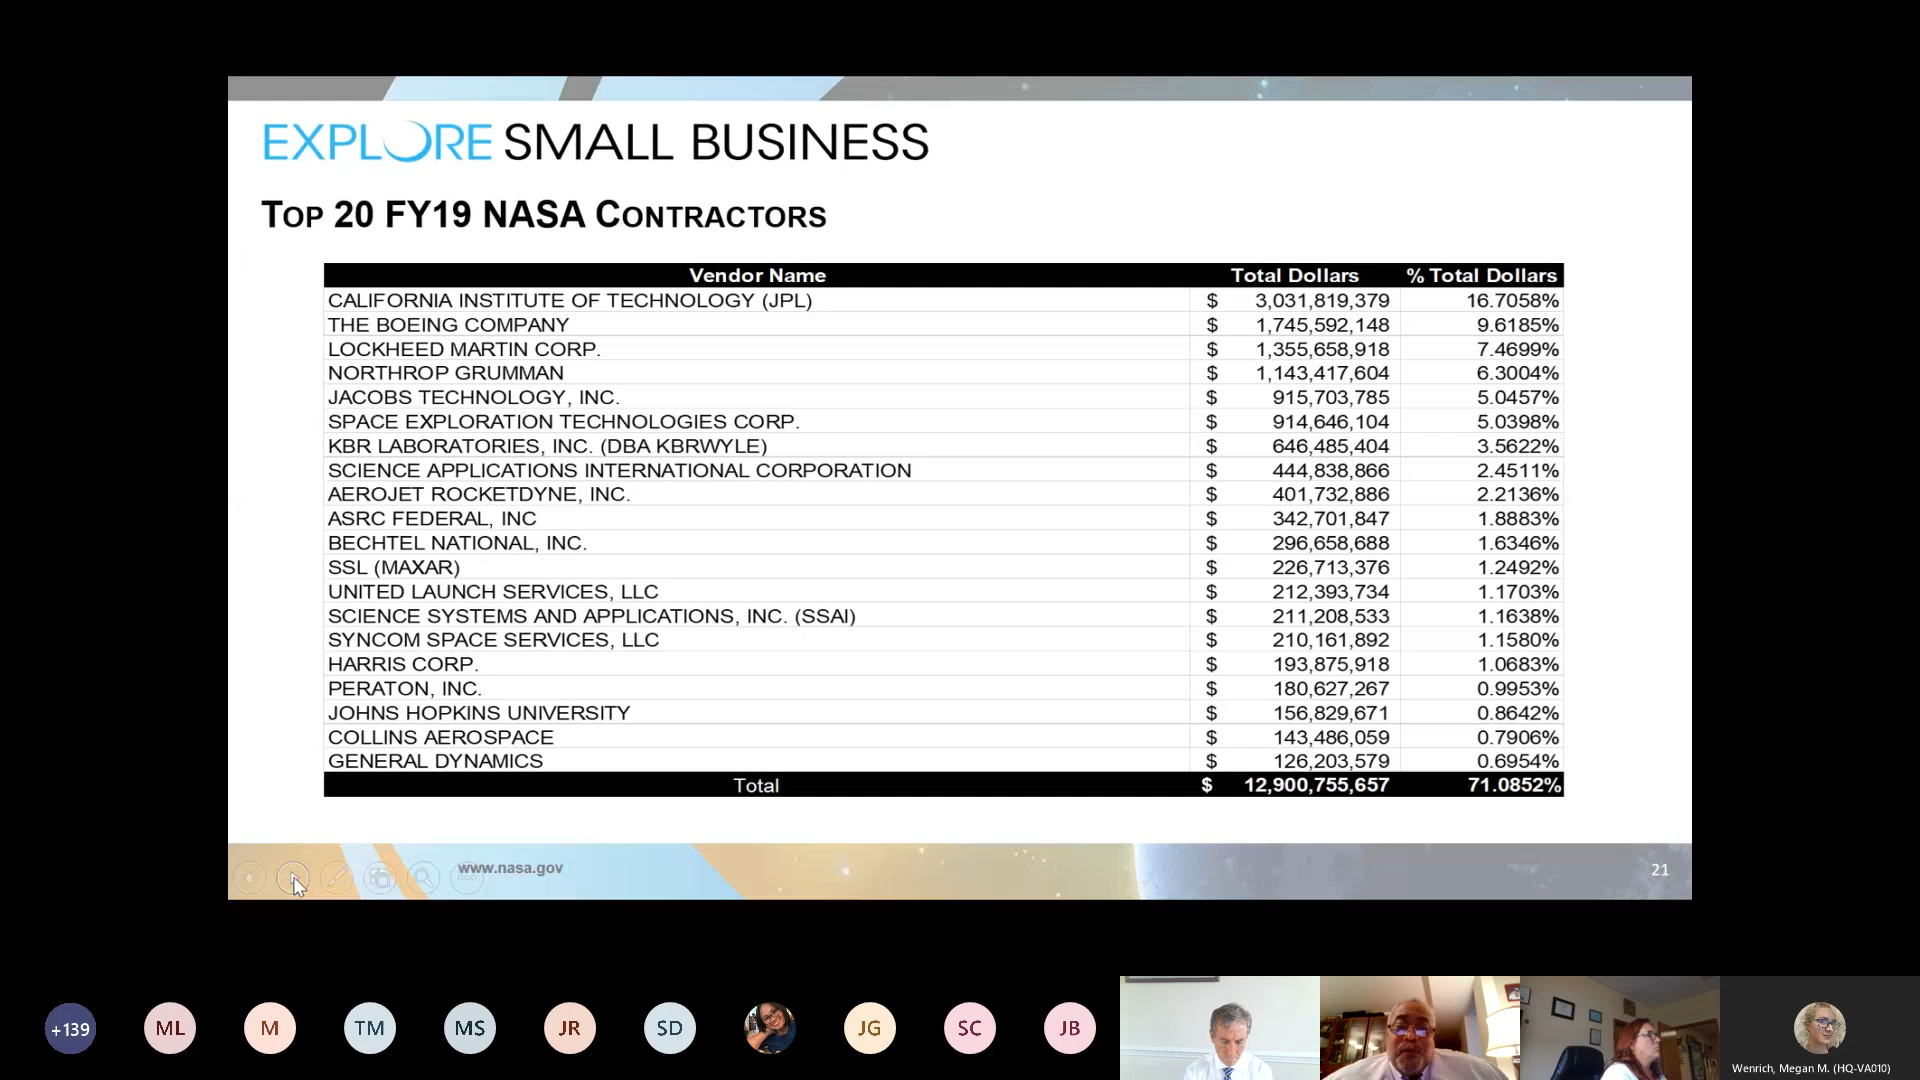 EXPLORE SMALL BUSINESS
TOP 20 FY19 NASA CONTRACTORS
Vendor Name Total Dollars % Total Dollars
CALIFORNIA INSTITUTE OF TECHNOLOGY (JPL) $ 3,031,819,379 16.7058%
THE BOEING COMPANY $ 1,745,592,148 9.6185%
LOCKHEED MARTIN CORP. $ 1,355,658,918 7.4699%
NORTHROP GRUMMAN $ 1,143,417,604 6.3004%
JACOBS TECHNOLOGY, INC. $ 915,703,785 5.0457%
SPACE EXPLORATION TECHNOLOGIES CORP. $ 914,646,104 5.0398%
KBR LABORATORIES, INC. (DBA KBRWYLE) $ 646,485,404 3.5622%
SCIENCE APPLICATIONS INTERNATIONAL CORPORATION $ 444,838,866 2.4511%
AEROJET ROCKETDYNE, INC. $ 401,732,886 2.2136%
ASRC FEDERAL, INC $ 342,701,847 1.8883%
BECHTEL NATIONAL, INC. $ 296,658,688 1.6346%
SSL (MAXAR) $ 226,713,376 1.2492%
UNITED LAUNCH SERVICES, LLC $ 212,393,734 1.1703%
SCIENCE SYSTEMS AND APPLICATIONS, INC. (SSAI) $ 211,208,533 1.1638%
SYNCOM SPACE SERVICES, LLC $ 210,161,892 1.1580%
HARRIS CORP. $ 193,875,918 1.0683%
PERATON, INC. $ 180,627,267 0.9953%
JOHNS HOPKINS UNIVERSITY $ 156,829,671 0.8642%
COLLINS AEROSPACE $ 143,486,059 0.7906%
GENERAL DYNAMICS $ 126,203,579 0.6954%
Total $ 12,900,755,657 71.0852%
www.nasa.gov 21
+139 ML M TM MS JR SD JG SC JB
Wenrich, Megan M. (HQ-VA010)